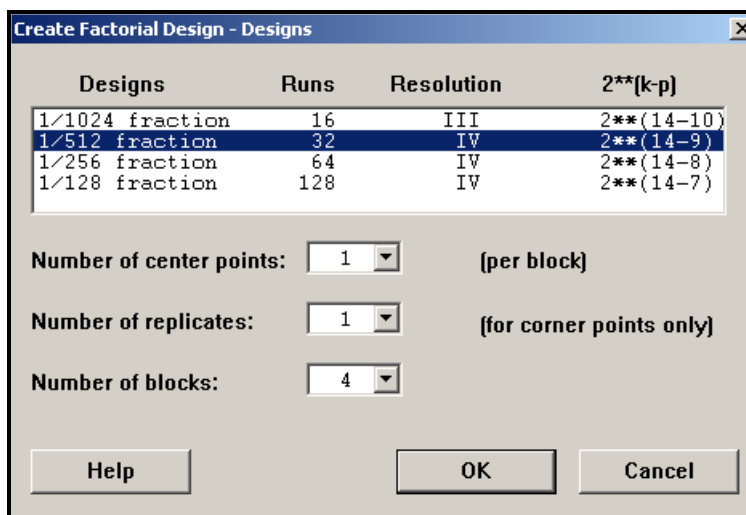 Create Factorial Design - Designs
Designs Runs Resolution 2**(k-p)
1/1024 fraction 16 III 2**(14-10)
1/512 fraction 32 IV 2**(14-9)
1/256 fraction 64 IV 2**(14-8)
1/128 fraction 128 IV 2**(14-7)
Number of center points: 1 (per block)
Number of replicates: 1 (for corner points only)
Number of blocks: 4
Help OK Cancel